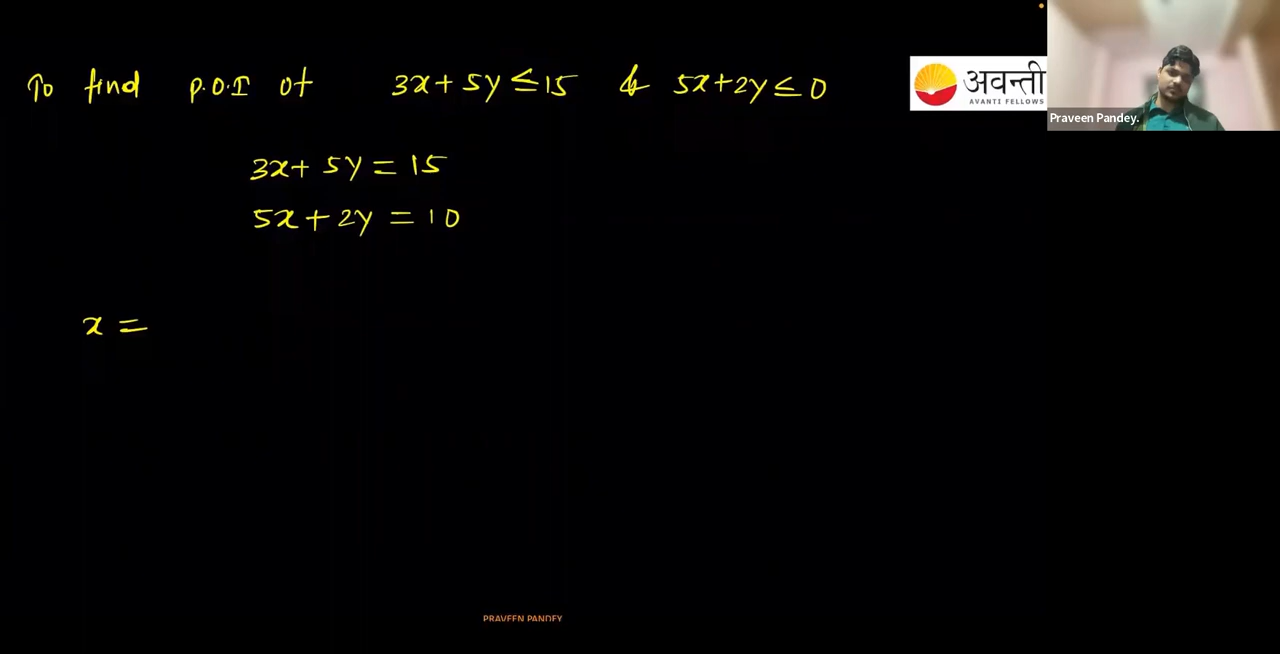 To find P.O.I of 3x + 5y ≤ 15 & 5x + 2y ≤ 0
अवन्ती
AVANTI FELLOWS
Praveen Pandey.
3x + 5y = 15
5x + 2y = 10
x =
PRAVEEN PANDEY